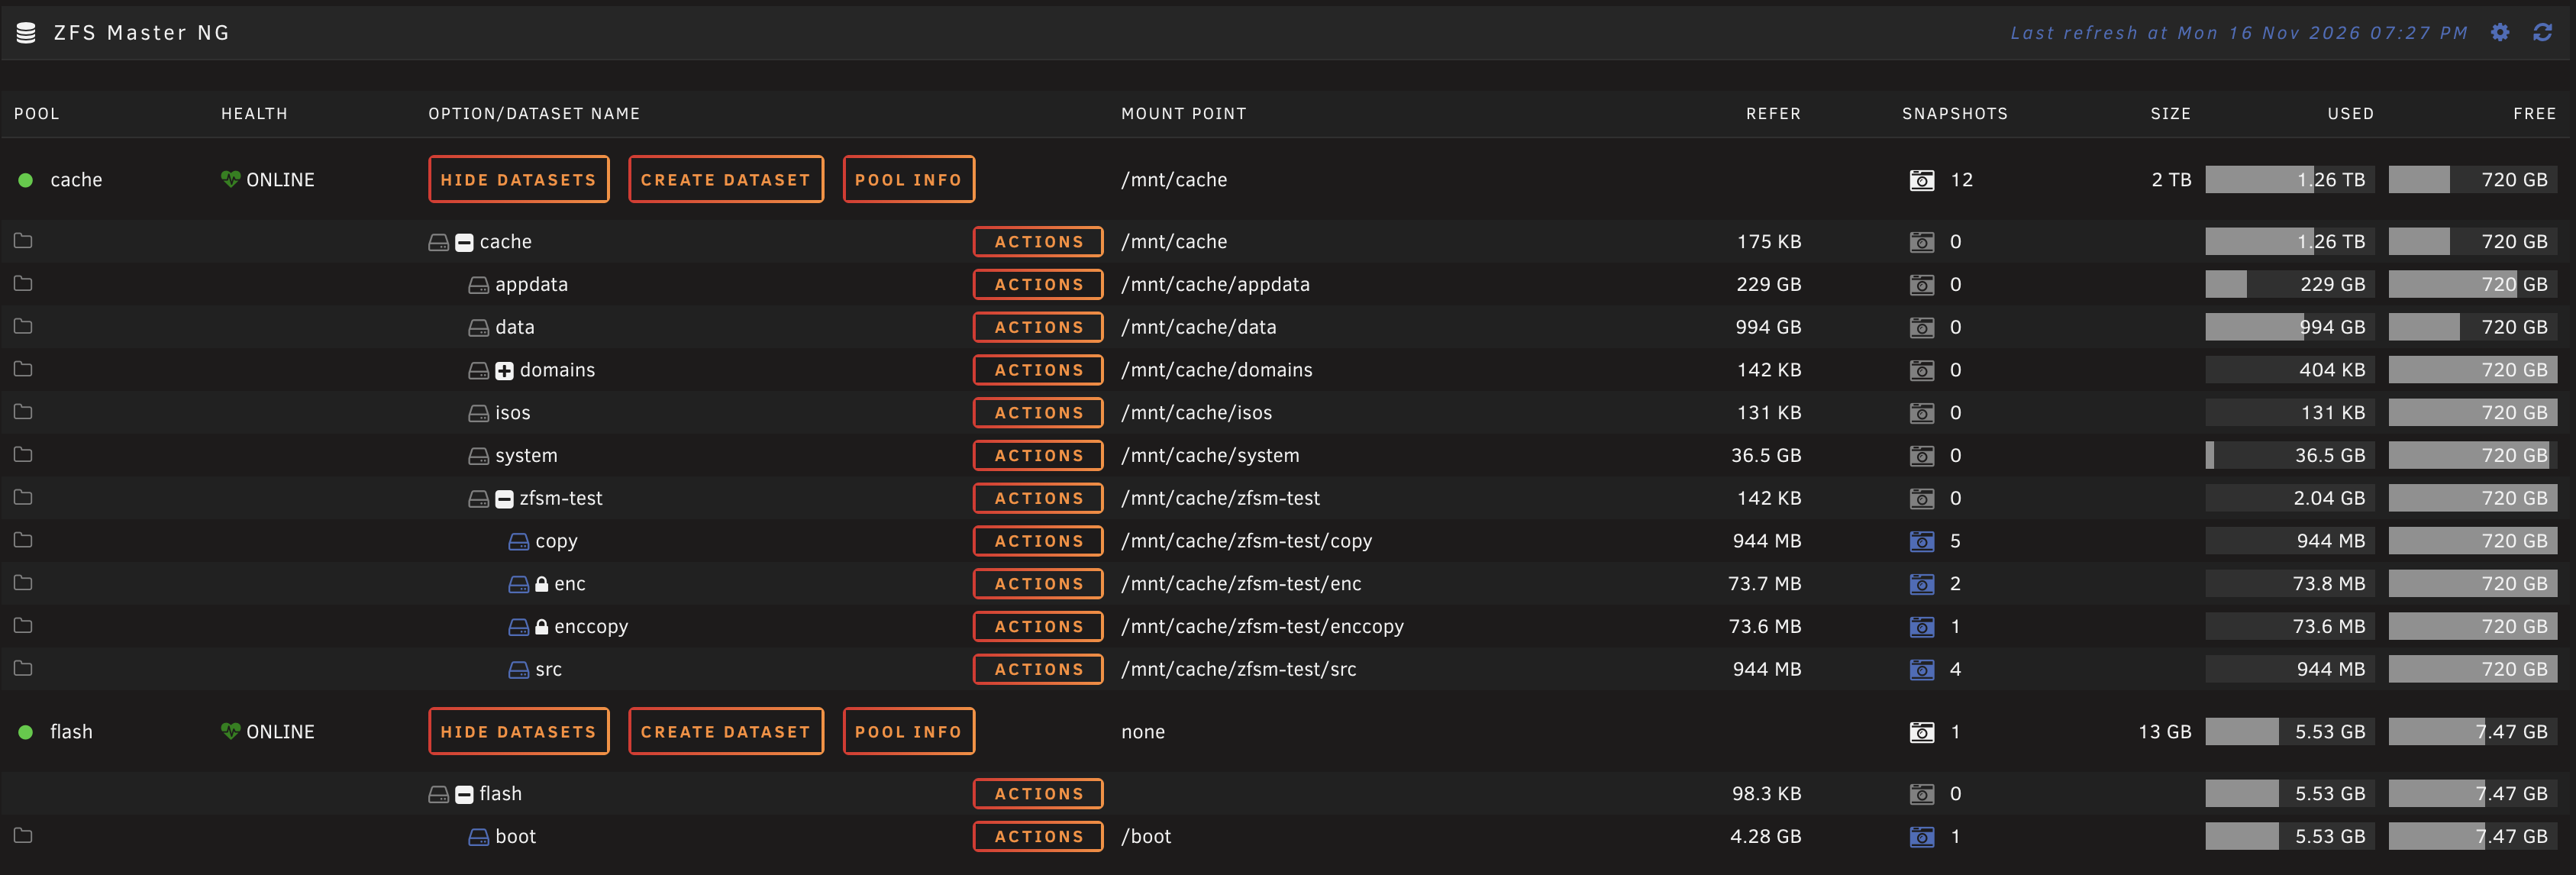 ZFS Master NG Last refresh at Mon 16 Nov 2026 07:27 PM
POOL HEALTH OPTION/DATASET NAME MOUNT POINT REFER SNAPSHOTS SIZE USED FREE
cache ONLINE HIDE DATASETS CREATE DATASET POOL INFO /mnt/cache 12 2 TB 1.26 TB 720 GB
cache ACTIONS /mnt/cache 175 KB 0 1.26 TB 720 GB
appdata ACTIONS /mnt/cache/appdata 229 GB 0 229 GB 720 GB
data ACTIONS /mnt/cache/data 994 GB 0 994 GB 720 GB
domains ACTIONS /mnt/cache/domains 142 KB 0 404 KB 720 GB
isos ACTIONS /mnt/cache/isos 131 KB 0 131 KB 720 GB
system ACTIONS /mnt/cache/system 36.5 GB 0 36.5 GB 720 GB
zfsm-test ACTIONS /mnt/cache/zfsm-test 142 KB 0 2.04 GB 720 GB
copy ACTIONS /mnt/cache/zfsm-test/copy 944 MB 5 944 MB 720 GB
enc ACTIONS /mnt/cache/zfsm-test/enc 73.7 MB 2 73.8 MB 720 GB
enccopy ACTIONS /mnt/cache/zfsm-test/enccopy 73.6 MB 1 73.6 MB 720 GB
src ACTIONS /mnt/cache/zfsm-test/src 944 MB 4 944 MB 720 GB
flash ONLINE HIDE DATASETS CREATE DATASET POOL INFO none 1 13 GB 5.53 GB 7.47 GB
flash ACTIONS 98.3 KB 0 5.53 GB 7.47 GB
boot ACTIONS /boot 4.28 GB 1 5.53 GB 7.47 GB